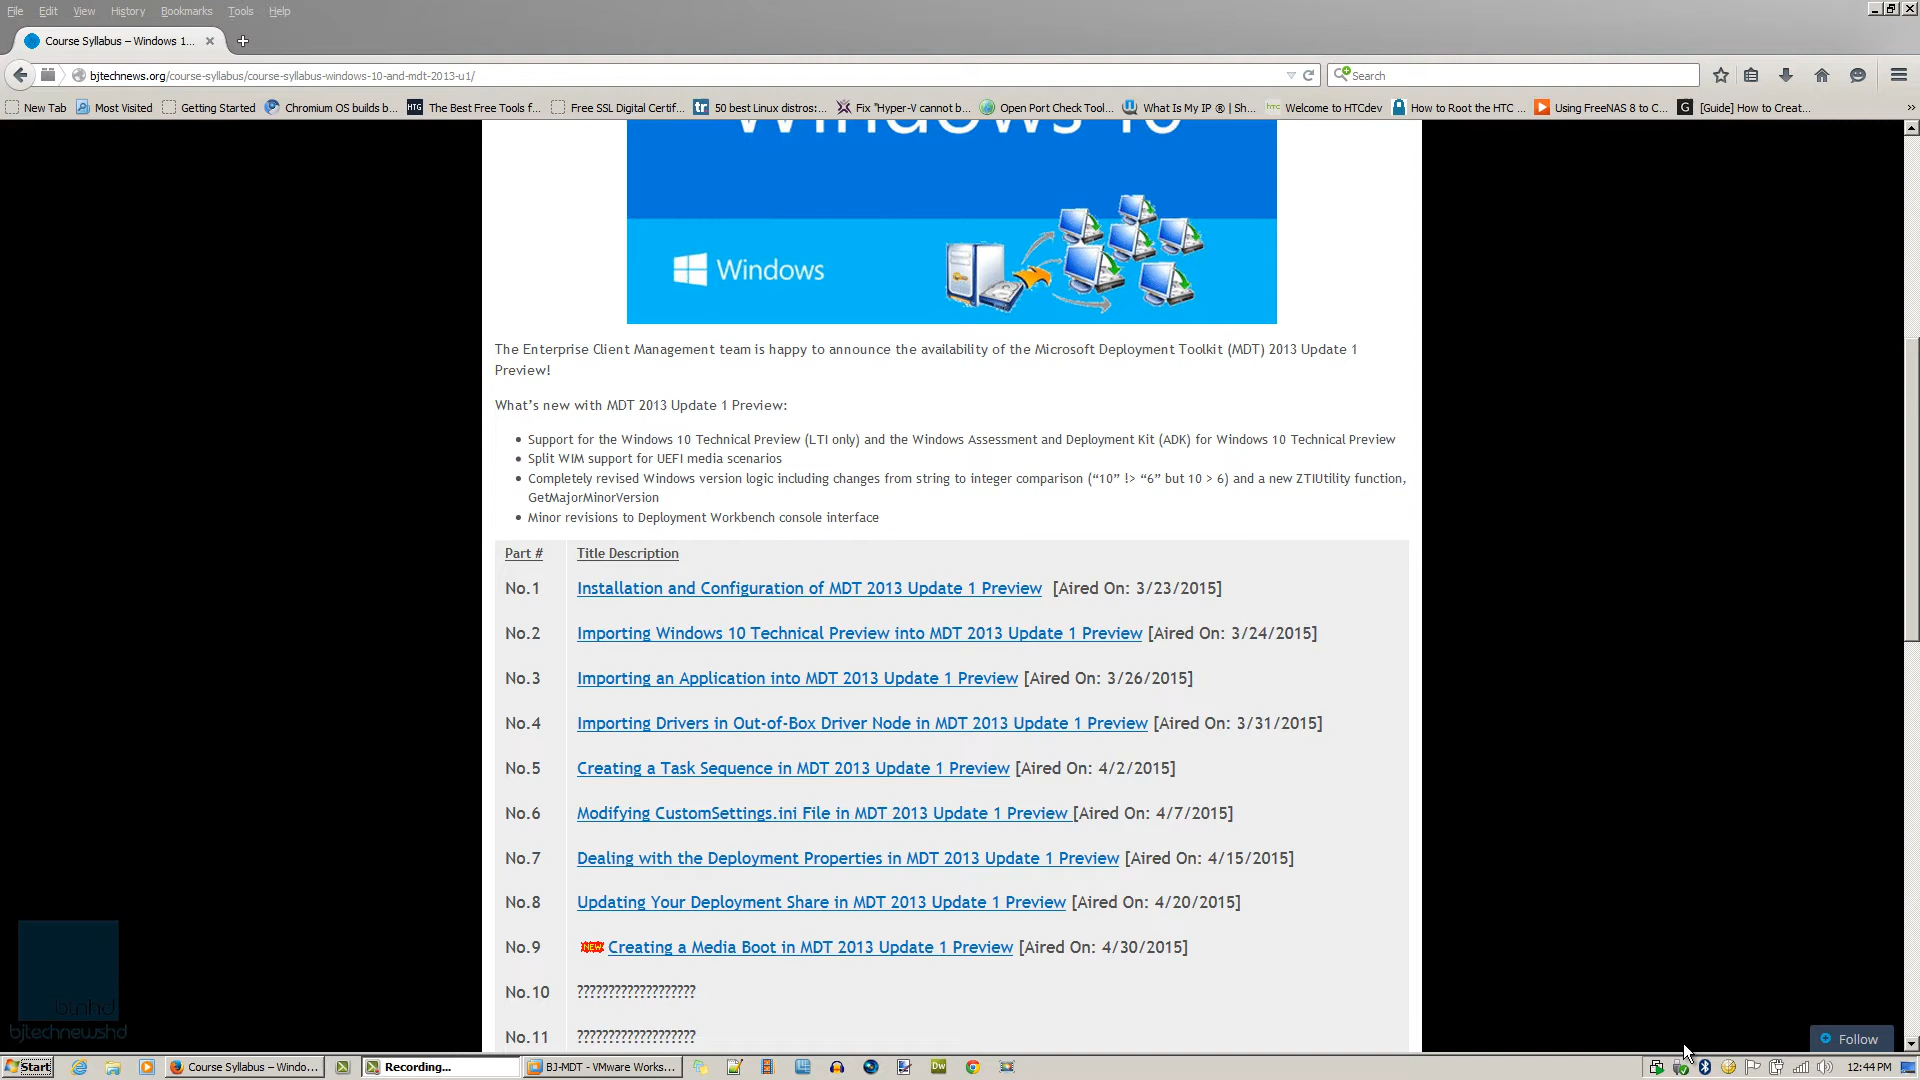 File Edit View History Bookmarks Tools Help
Course Syllabus – Windows 1...
bjtechnews.org/course-syllabus/course-syllabus-windows-10-and-mdt-2013-u1/
Search
New Tab Most Visited Getting Started Chromium OS builds b... HTG The Best Free Tools f... Free SSL Digital Certif... tr 50 best Linux distros:... Fix "Hyper-V cannot b... Open Port Check Tool... What Is My IP ® | Sh... htc Welcome to HTCdev How to Root the HTC ... Using FreeNAS 8 to C... G [Guide] How to Creat...
Windows 10
Windows
The Enterprise Client Management team is happy to announce the availability of the Microsoft Deployment Toolkit (MDT) 2013 Update 1
Preview!
What's new with MDT 2013 Update 1 Preview:
• Support for the Windows 10 Technical Preview (LTI only) and the Windows Assessment and Deployment Kit (ADK) for Windows 10 Technical Preview
• Split WIM support for UEFI media scenarios
• Completely revised Windows version logic including changes from string to integer comparison (“10” !> “6” but 10 > 6) and a new ZTIUtility function,
GetMajorMinorVersion
• Minor revisions to Deployment Workbench console interface
Part # Title Description
No.1 Installation and Configuration of MDT 2013 Update 1 Preview [Aired On: 3/23/2015]
No.2 Importing Windows 10 Technical Preview into MDT 2013 Update 1 Preview [Aired On: 3/24/2015]
No.3 Importing an Application into MDT 2013 Update 1 Preview [Aired On: 3/26/2015]
No.4 Importing Drivers in Out-of-Box Driver Node in MDT 2013 Update 1 Preview [Aired On: 3/31/2015]
No.5 Creating a Task Sequence in MDT 2013 Update 1 Preview [Aired On: 4/2/2015]
No.6 Modifying CustomSettings.ini File in MDT 2013 Update 1 Preview [Aired On: 4/7/2015]
No.7 Dealing with the Deployment Properties in MDT 2013 Update 1 Preview [Aired On: 4/15/2015]
No.8 Updating Your Deployment Share in MDT 2013 Update 1 Preview [Aired On: 4/20/2015]
No.9 NEW Creating a Media Boot in MDT 2013 Update 1 Preview [Aired On: 4/30/2015]
No.10 ???????????????????
No.11 ???????????????????
btnhd
bjtechnewshd
Follow
Start Course Syllabus – Windo... Recording... BJ-MDT - VMware Works... Dw 12:44 PM